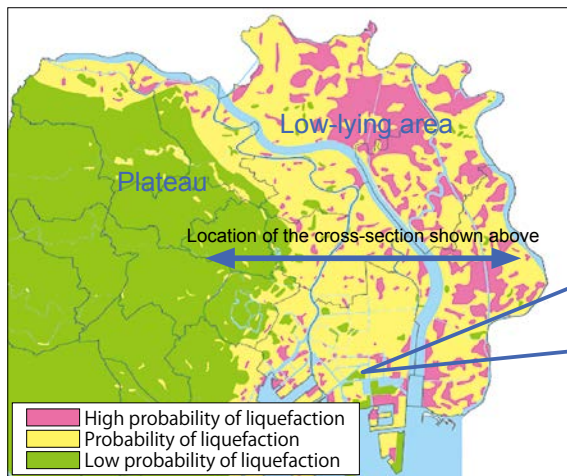 Low-lying area
Plateau
Location of the cross-section shown above
High probability of liquefaction
Probability of liquefaction
Low probability of liquefaction